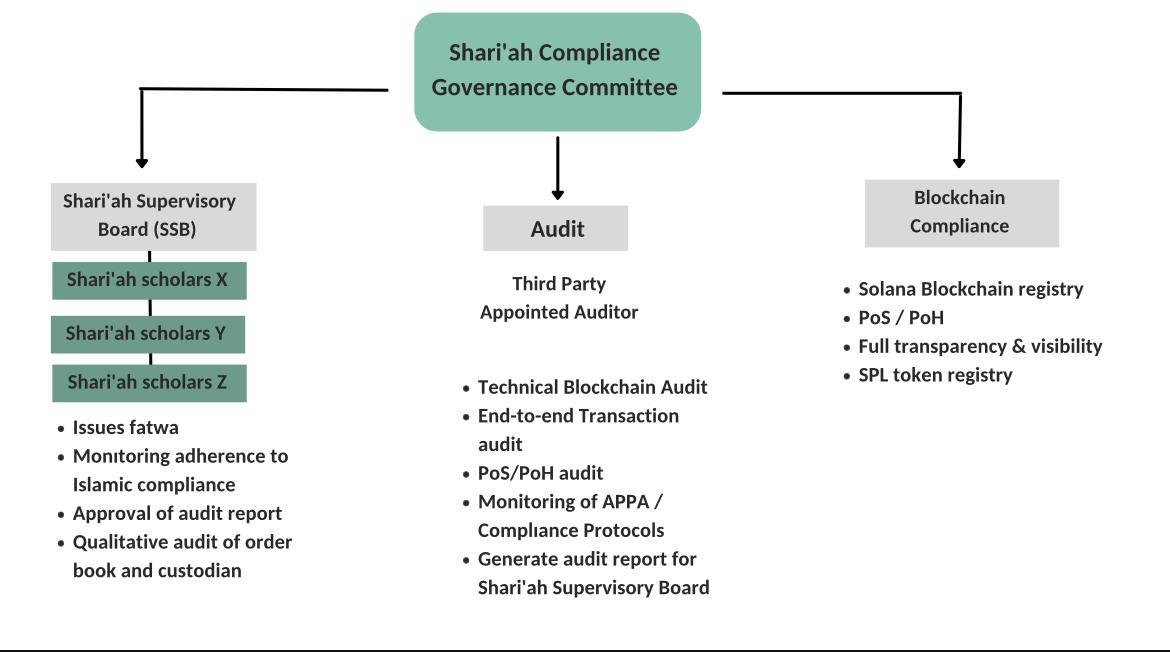 Shari'ah Compliance
Governance Committee
Shari'ah Supervisory
Board (SSB)
Shari'ah scholars X
Shari'ah scholars Y
Shari'ah scholars Z
• Issues fatwa
• Monitoring adherence to
Islamic compliance
• Approval of audit report
• Qualitative audit of order
book and custodian
Audit
Third Party
Appointed Auditor
• Technical Blockchain Audit
• End-to-end Transaction
audit
• PoS/PoH audit
• Monitoring of APPA /
Compliance Protocols
• Generate audit report for
Shari'ah Supervisory Board
Blockchain
Compliance
• Solana Blockchain registry
• PoS / PoH
• Full transparency & visibility
• SPL token registry